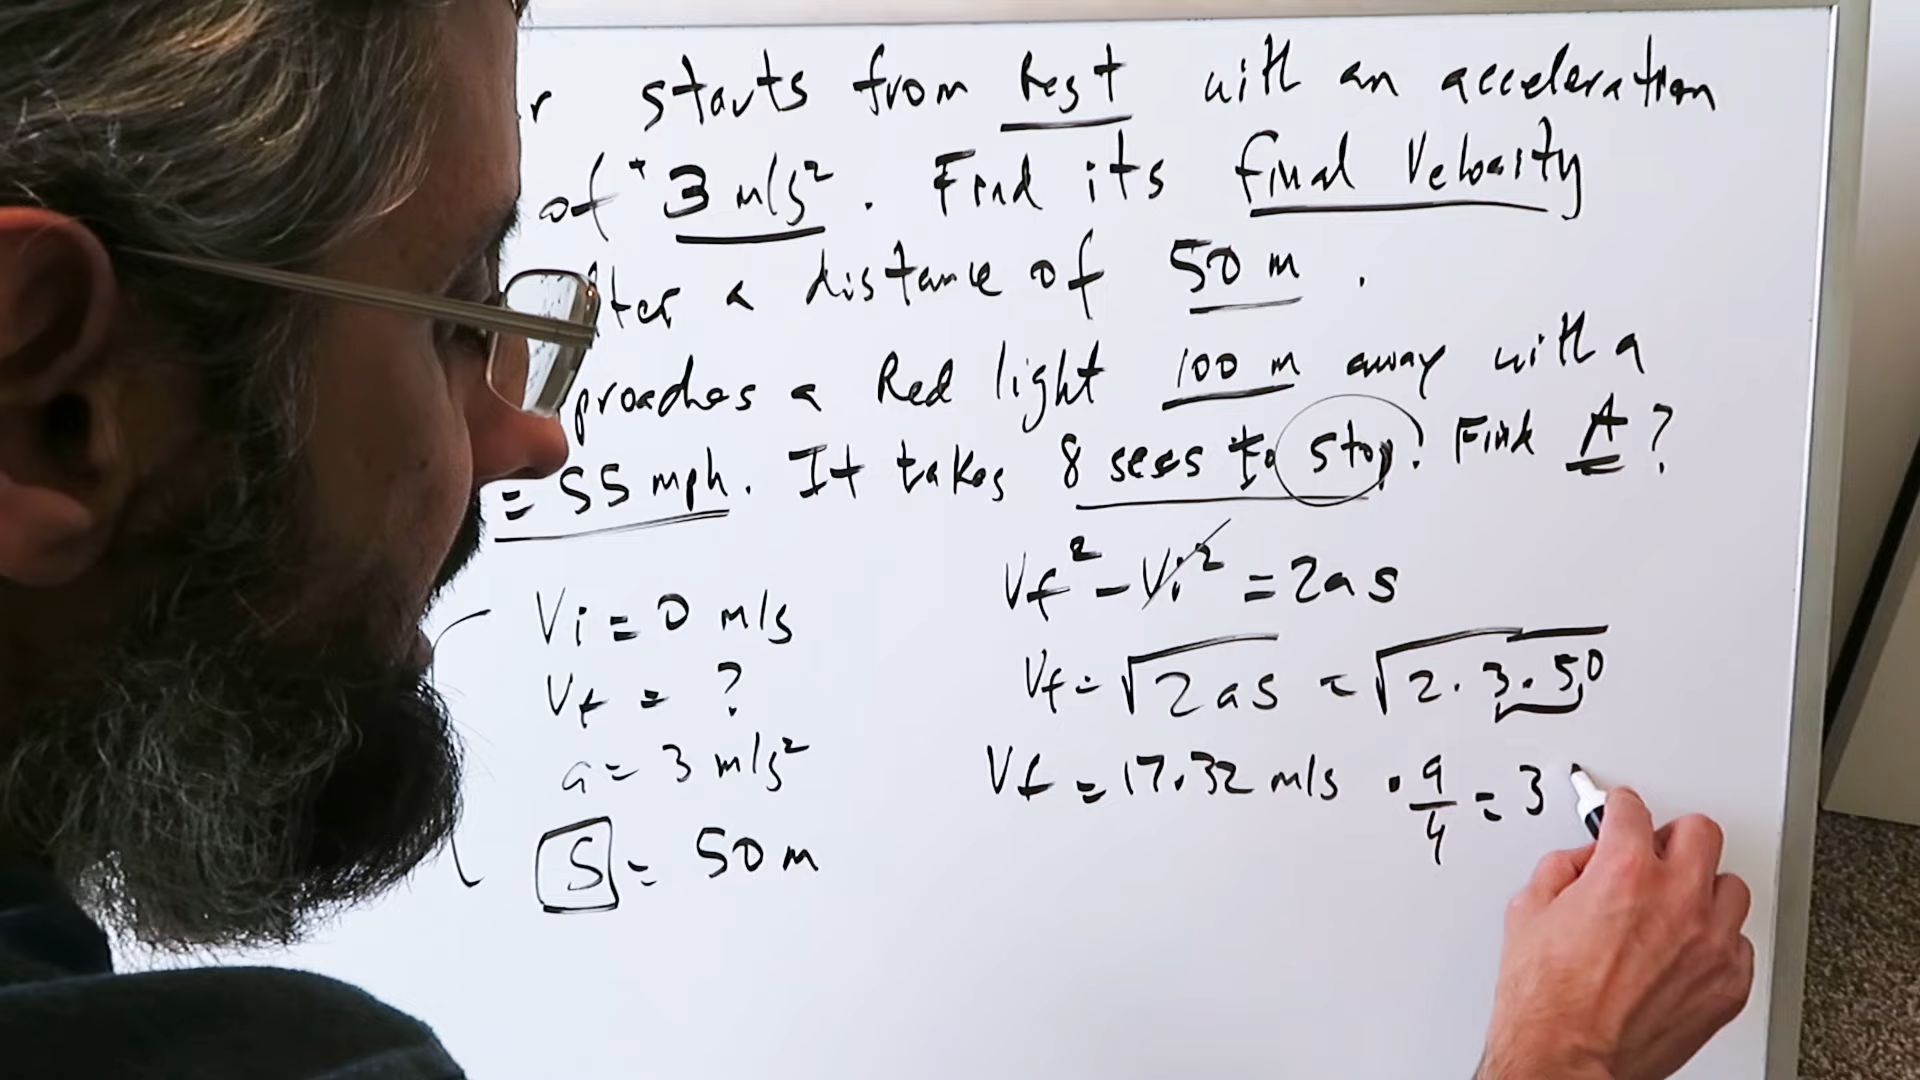 r starts from Rest with an acceleration
of +3 m/s². Find its final Velocity
fter a distance of 50 m.
proaches a Red light 100 m away with a
= 55 mph. It takes 8 secs to stop. Find A?
Vf² - Vi² = 2as
Vi = 0 m/s
Vf = √2as = √2·3·50
Vf = ?
a = 3 m/s²
Vf = 17.32 m/s · 9/4 = 3
S = 50 m